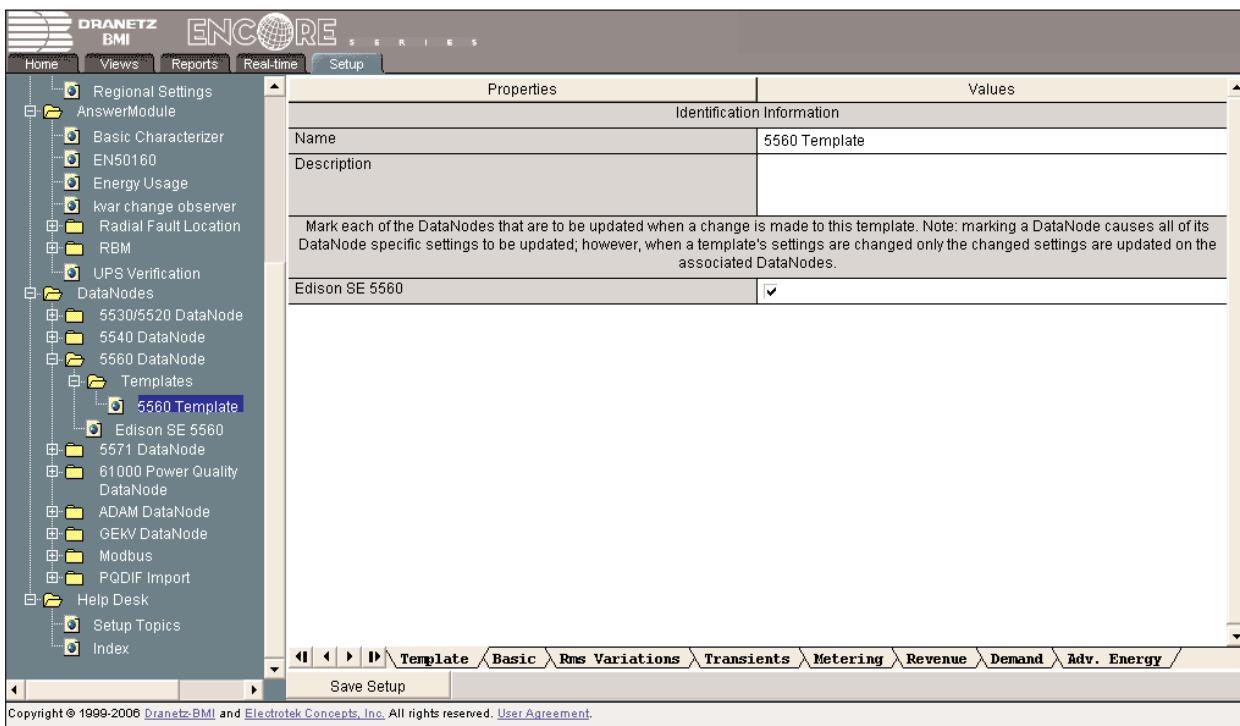 DRANETZ
BMI
ENCORE
SERIES
Home Views Reports Real-time Setup
Regional Settings
AnswerModule
Basic Characterizer
EN50160
Energy Usage
kvar change observer
Radial Fault Location
RBM
UPS Verification
DataNodes
5530/5520 DataNode
5540 DataNode
5560 DataNode
Templates
5560 Template
Edison SE 5560
5571 DataNode
61000 Power Quality
DataNode
ADAM DataNode
GEkV DataNode
Modbus
PQDIF Import
Help Desk
Setup Topics
Index
Properties Values
Identification Information
Name 5560 Template
Description
Mark each of the DataNodes that are to be updated when a change is made to this template. Note: marking a DataNode causes all of its
DataNode specific settings to be updated; however, when a template's settings are changed only the changed settings are updated on the
associated DataNodes.
Edison SE 5560
Template Basic Rms Variations Transients Metering Revenue Demand Adv. Energy
Save Setup
Copyright © 1999-2006 Dranetz-BMI and Electrotek Concepts, Inc. All rights reserved. User Agreement.